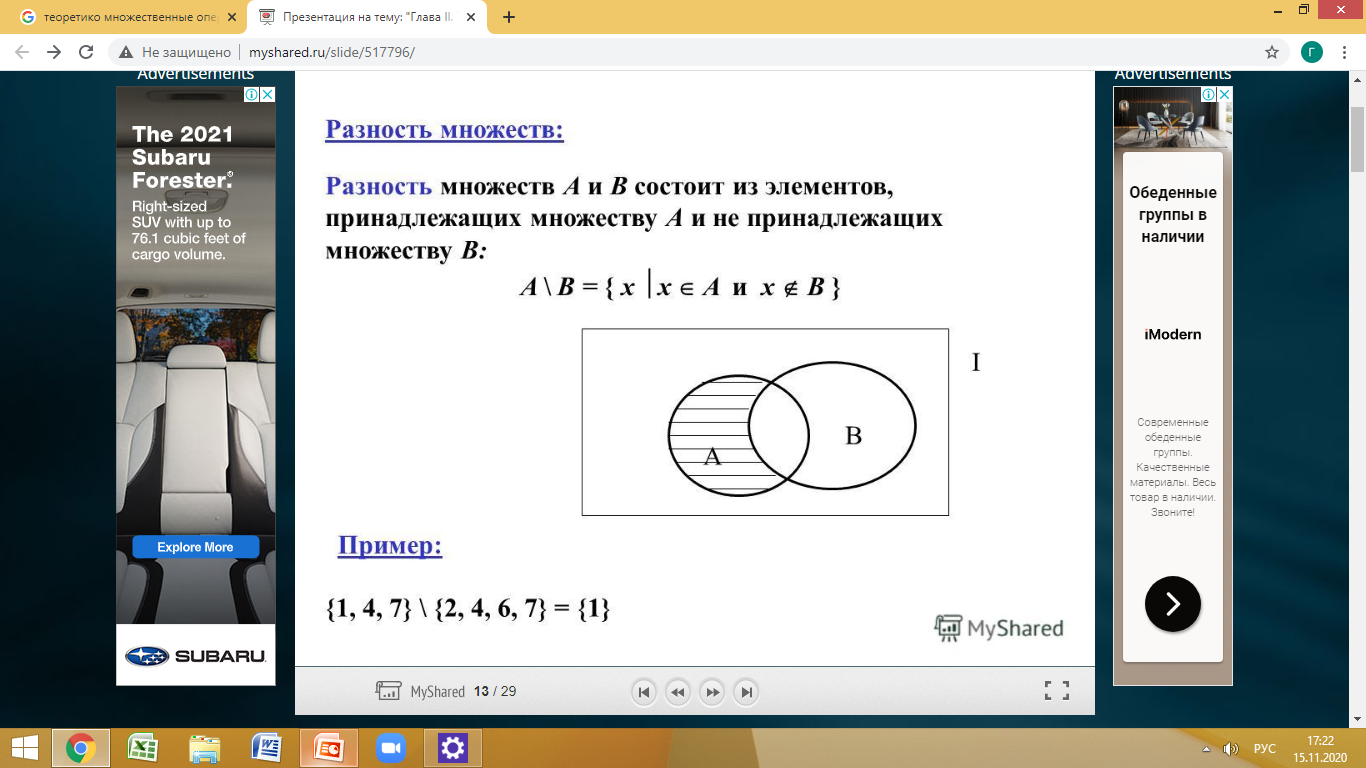 теоретико множественные опе
Презентация на тему: "Глава II.
Не защищено
myshared.ru/slide/517796/
Г
Advertisements
The 2021
Subaru
Forester.®
Right-sized
SUV with up to
76.1 cubic feet of
cargo volume.
Explore More
SUBARU
Разность множеств:
Разность множеств A и B состоит из элементов,
принадлежащих множеству A и не принадлежащих
множеству B:
A \ B = { x | x ∈ A и x ∉ B }
I
A
B
Пример:
{1, 4, 7} \ {2, 4, 6, 7} = {1}
MyShared
MyShared 13 / 29
Advertisements
Обеденные
группы в
наличии
iModern
Современные
обеденные
группы.
Качественные
материалы. Весь
товар в наличии.
Звоните!
РУС
17:22
15.11.2020